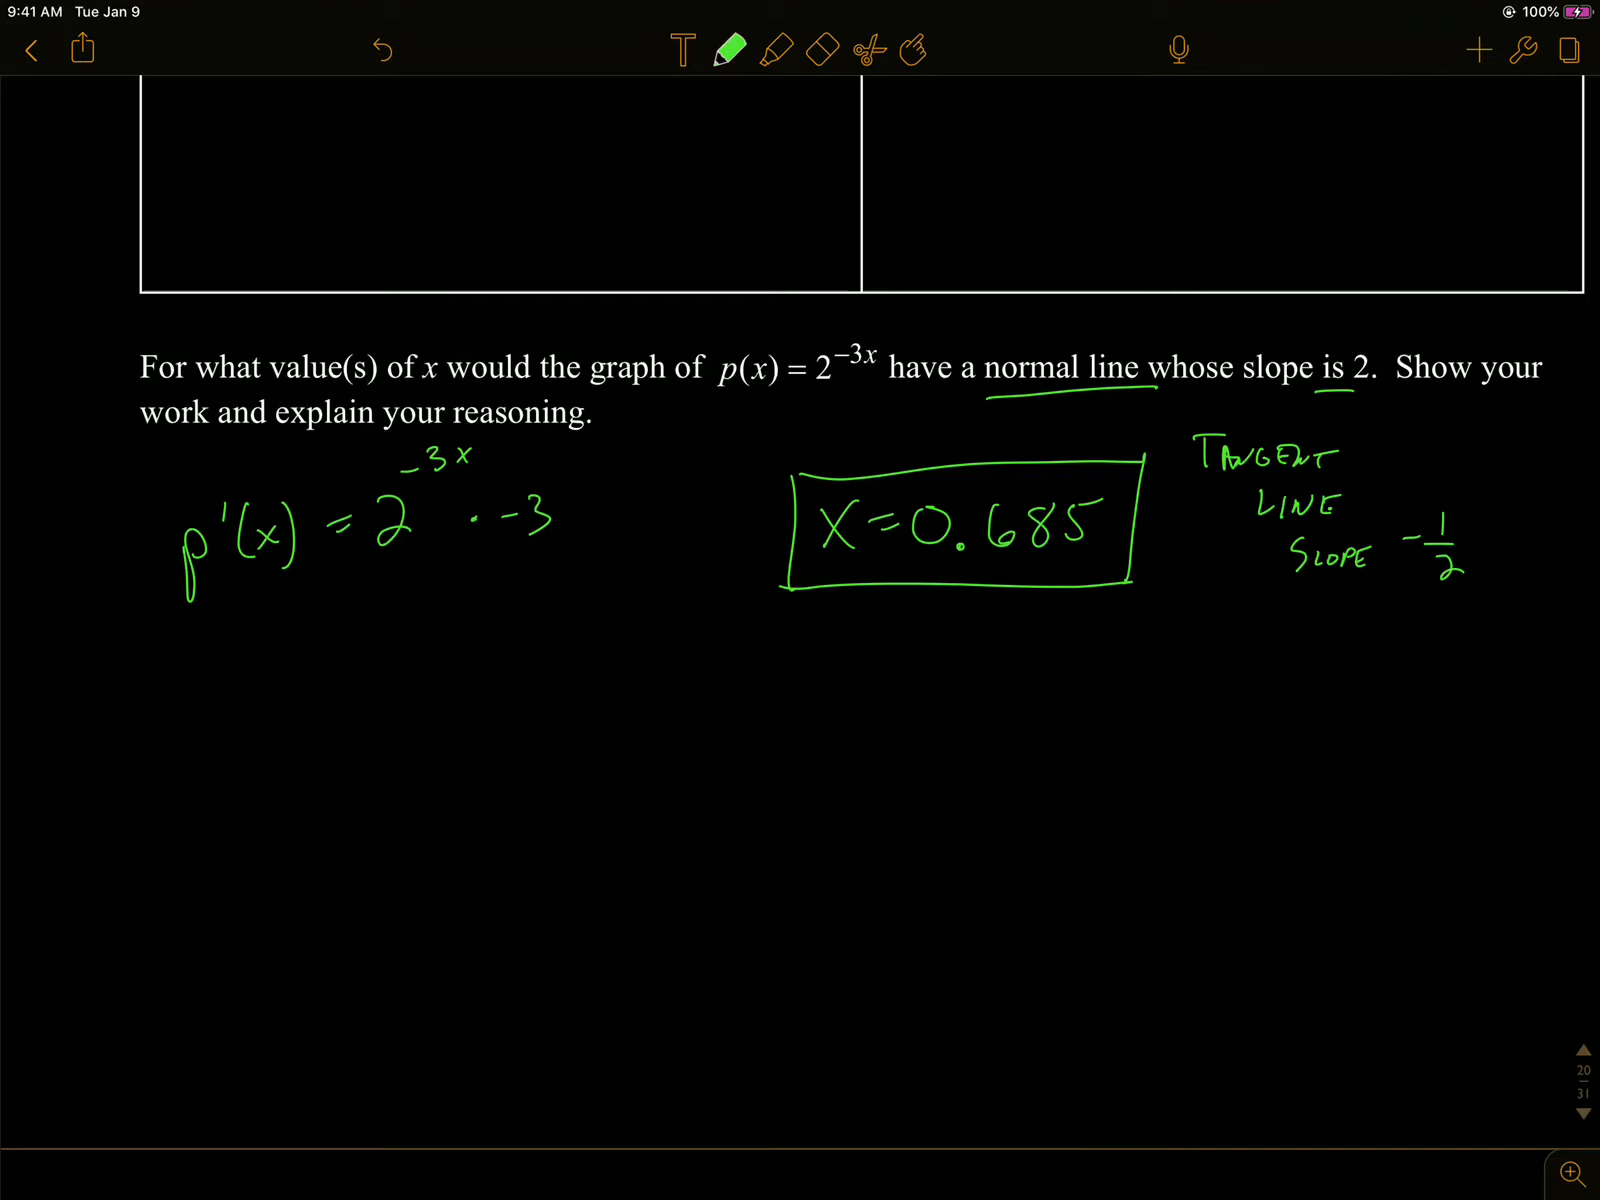 9:41 AM Tue Jan 9
100%
T
For what value(s) of x would the graph of p(x) = 2^{-3x} have a normal line whose slope is 2. Show your
work and explain your reasoning.
p'(x) = 2^{-3x} · -3
X = 0.685
TANGENT
LINE
SLOPE -1/2
20
31